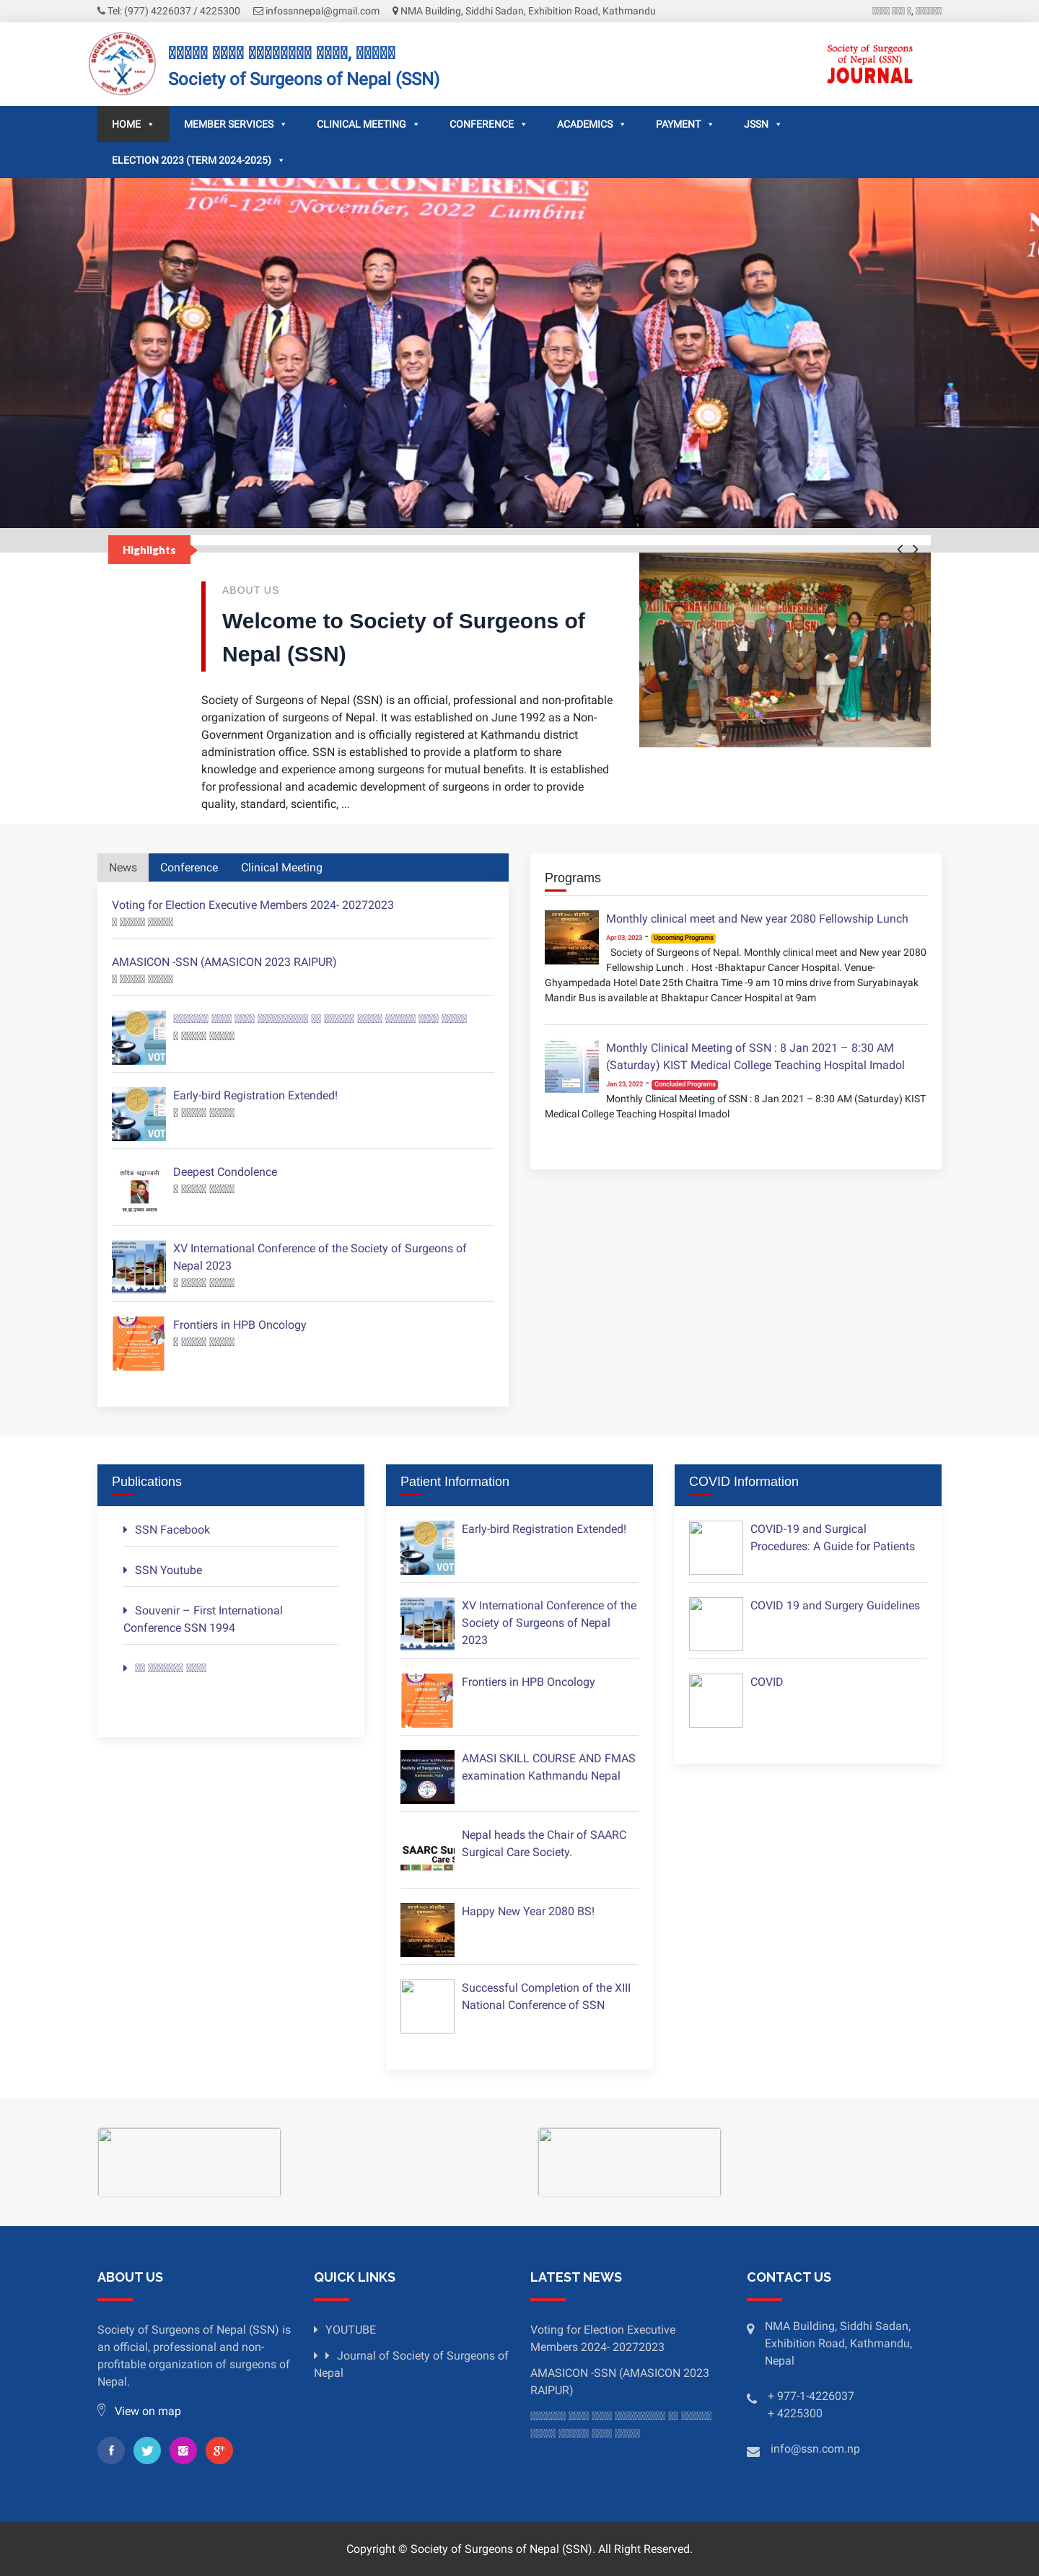 Tel: (977) 4226037 / 4225300 infossnnepal@gmail.com NMA Building, Siddhi Sadan, Exhibition Road, Kathmandu
SOCIETY OF SURGEONS
Society of Surgeons of Nepal (SSN)
Society of Surgeons
of Nepal (SSN)
JOURNAL
HOME MEMBER SERVICES CLINICAL MEETING CONFERENCE ACADEMICS PAYMENT JSSN
ELECTION 2023 (TERM 2024-2025)
NATIONAL CONFERENCE
10th-12th November, 2022 Lumbini
Highlights
ABOUT US
Welcome to Society of Surgeons of
Nepal (SSN)
Society of Surgeons of Nepal (SSN) is an official, professional and non-profitable
organization of surgeons of Nepal. It was established on June 1992 as a Non-
Government Organization and is officially registered at Kathmandu district
administration office. SSN is established to provide a platform to share
knowledge and experience among surgeons for mutual benefits. It is established
for professional and academic development of surgeons in order to provide
quality, standard, scientific, ...
News Conference Clinical Meeting
Voting for Election Executive Members 2024- 20272023
AMASICON -SSN (AMASICON 2023 RAIPUR)
VOT
Early-bird Registration Extended!
VOT
Deepest Condolence
XV International Conference of the Society of Surgeons of
Nepal 2023
Frontiers in HPB Oncology
Programs
Monthly clinical meet and New year 2080 Fellowship Lunch
Apr 03, 2023 - Upcoming Programs
Society of Surgeons of Nepal. Monthly clinical meet and New year 2080
Fellowship Lunch . Host -Bhaktapur Cancer Hospital. Venue-
Ghyampedada Hotel Date 25th Chaitra Time -9 am 10 mins drive from Suryabinayak
Mandir Bus is available at Bhaktapur Cancer Hospital at 9am
Monthly Clinical Meeting of SSN : 8 Jan 2021 – 8:30 AM
(Saturday) KIST Medical College Teaching Hospital Imadol
Jan 23, 2022 - Concluded Programs
Monthly Clinical Meeting of SSN : 8 Jan 2021 – 8:30 AM (Saturday) KIST
Medical College Teaching Hospital Imadol
Publications
SSN Facebook
SSN Youtube
Souvenir – First International
Conference SSN 1994
Patient Information
Early-bird Registration Extended!
VOT
XV International Conference of the
Society of Surgeons of Nepal
2023
Frontiers in HPB Oncology
AMASI SKILL COURSE AND FMAS
examination Kathmandu Nepal
Nepal heads the Chair of SAARC
Surgical Care Society.
Happy New Year 2080 BS!
Successful Completion of the XIII
National Conference of SSN
COVID Information
COVID-19 and Surgical
Procedures: A Guide for Patients
COVID 19 and Surgery Guidelines
COVID
ABOUT US
Society of Surgeons of Nepal (SSN) is
an official, professional and non-
profitable organization of surgeons of
Nepal.
View on map
QUICK LINKS
YOUTUBE
Journal of Society of Surgeons of
Nepal
LATEST NEWS
Voting for Election Executive
Members 2024- 20272023
AMASICON -SSN (AMASICON 2023
RAIPUR)
CONTACT US
NMA Building, Siddhi Sadan,
Exhibition Road, Kathmandu,
Nepal
+ 977-1-4226037
+ 4225300
info@ssn.com.np
Copyright © Society of Surgeons of Nepal (SSN). All Right Reserved.